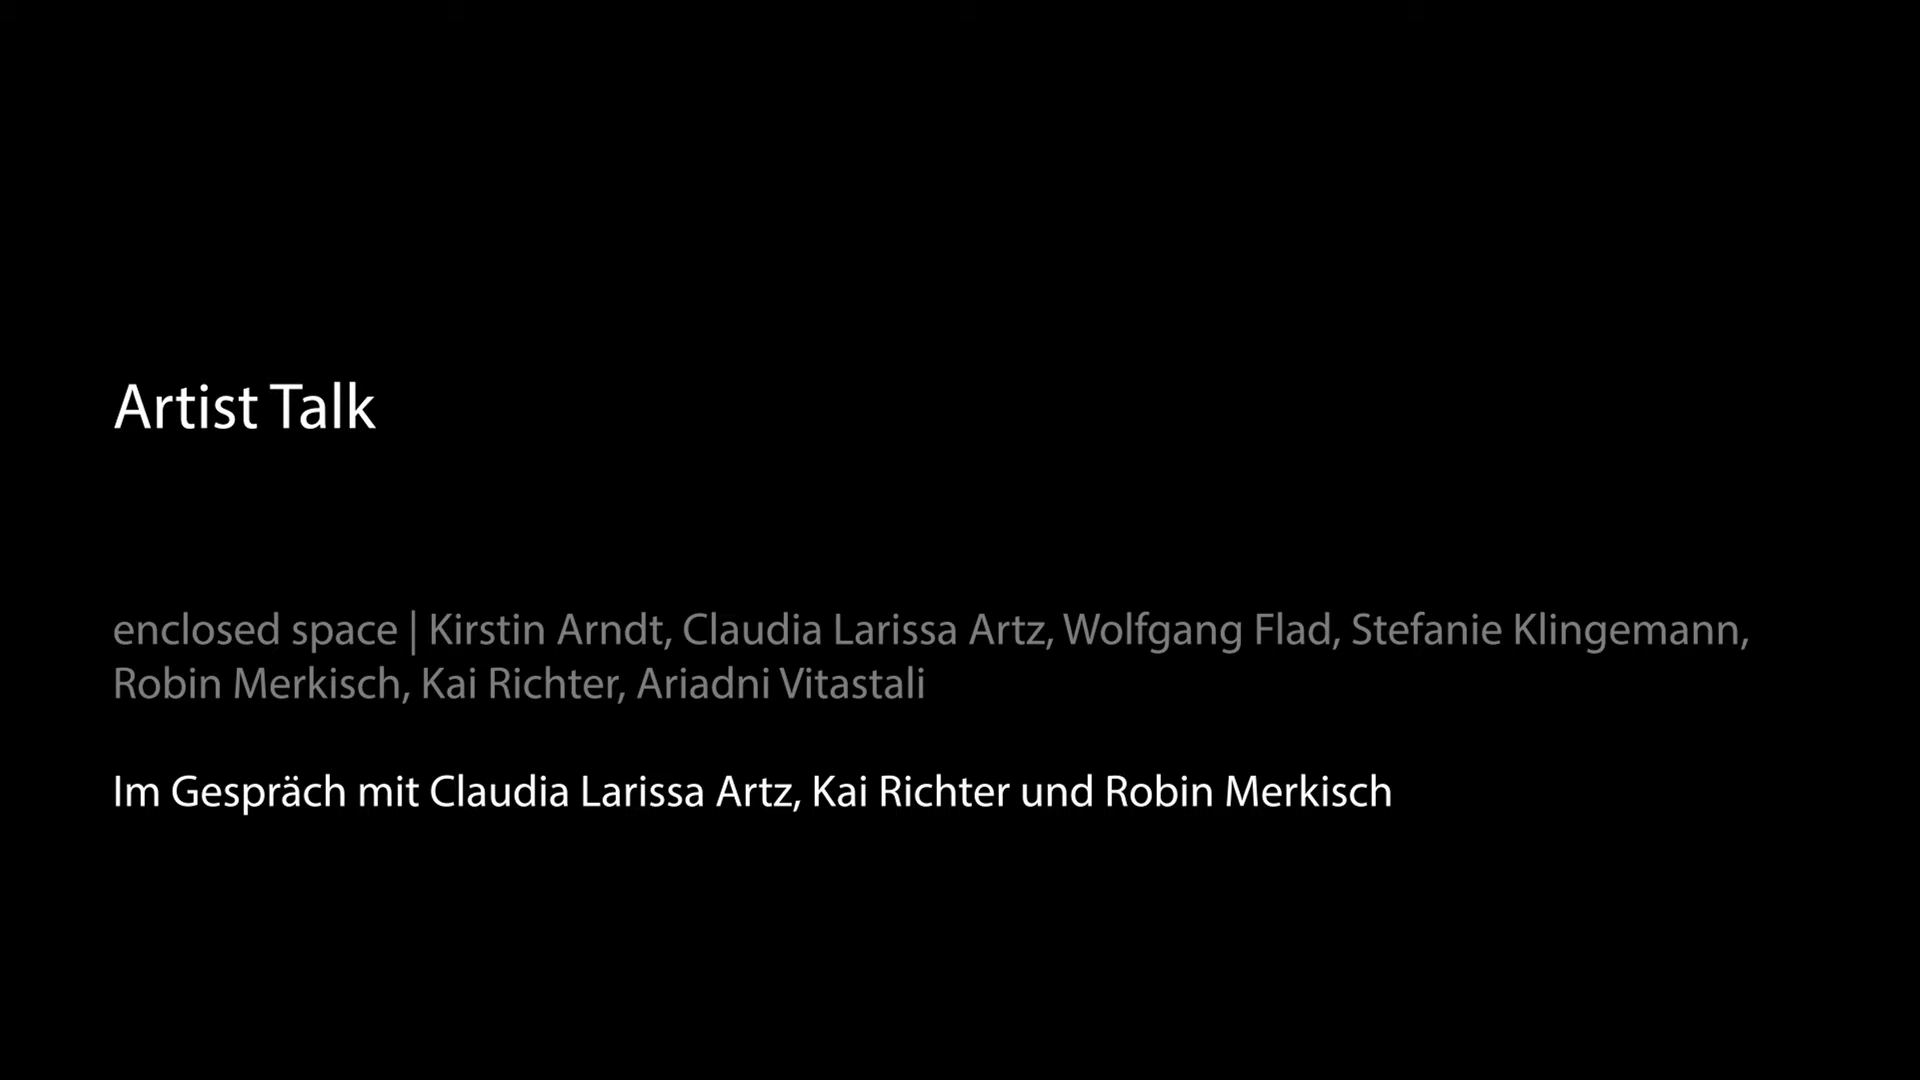 Artist Talk
enclosed space | Kirstin Arndt, Claudia Larissa Artz, Wolfgang Flad, Stefanie Klingemann,
Robin Merkisch, Kai Richter, Ariadni Vitastali
Im Gespräch mit Claudia Larissa Artz, Kai Richter und Robin Merkisch